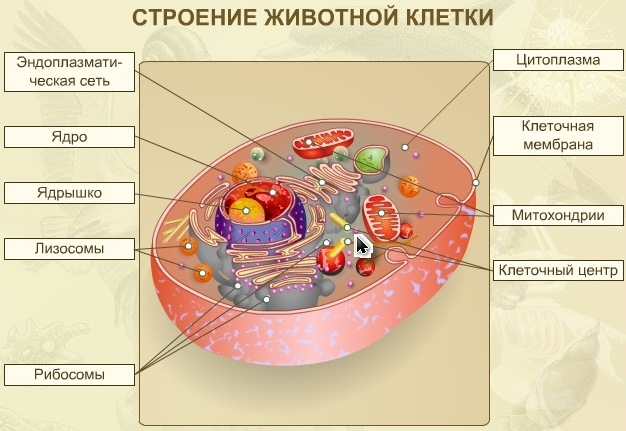 СТРОЕНИЕ ЖИВОТНОЙ КЛЕТКИ
Эндоплазмати-
ческая сеть
Ядро
Ядрышко
Лизосомы
Рибосомы
Цитоплазма
Клеточная
мембрана
Митохондрии
Клеточный центр